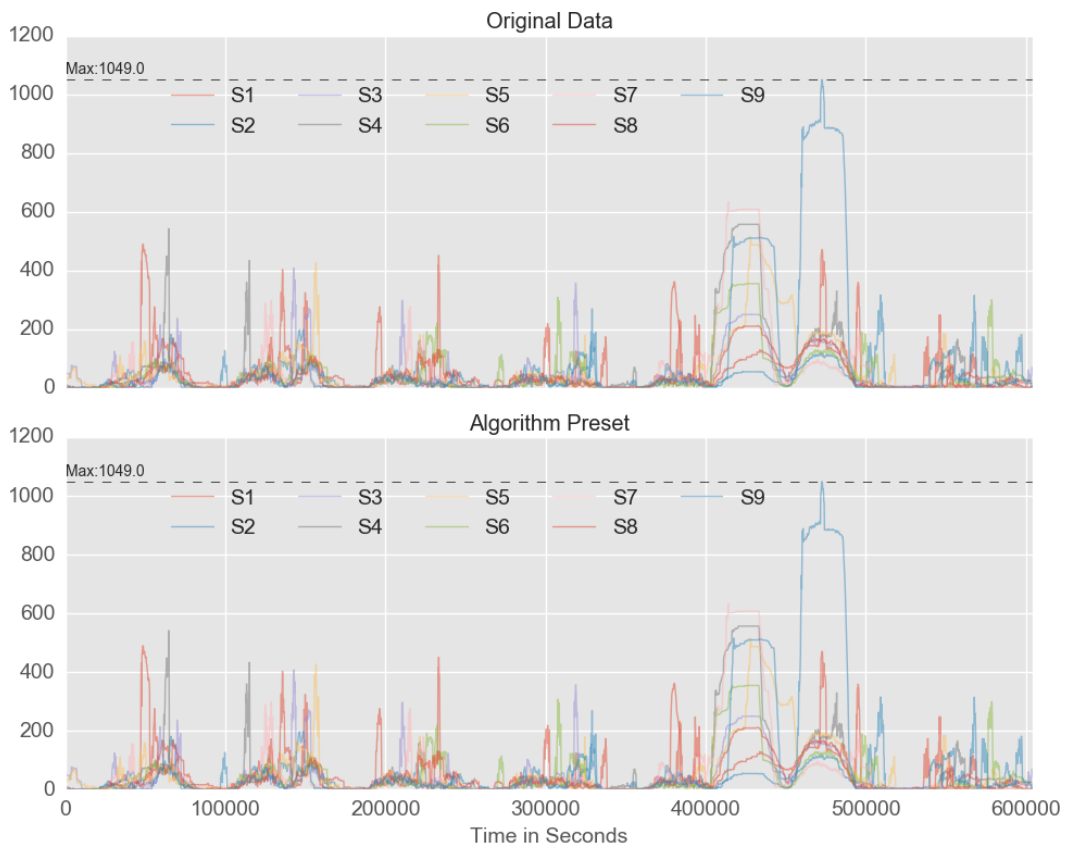 Original Data
1200
Max:1049.0
1000
S1 S3 S5 S7 S9
S2 S4 S6 S8
800
600
400
200
0
Algorithm Preset
1200
Max:1049.0
1000
S1 S3 S5 S7 S9
S2 S4 S6 S8
800
600
400
200
0
0 100000 200000 300000 400000 500000 600000
Time in Seconds